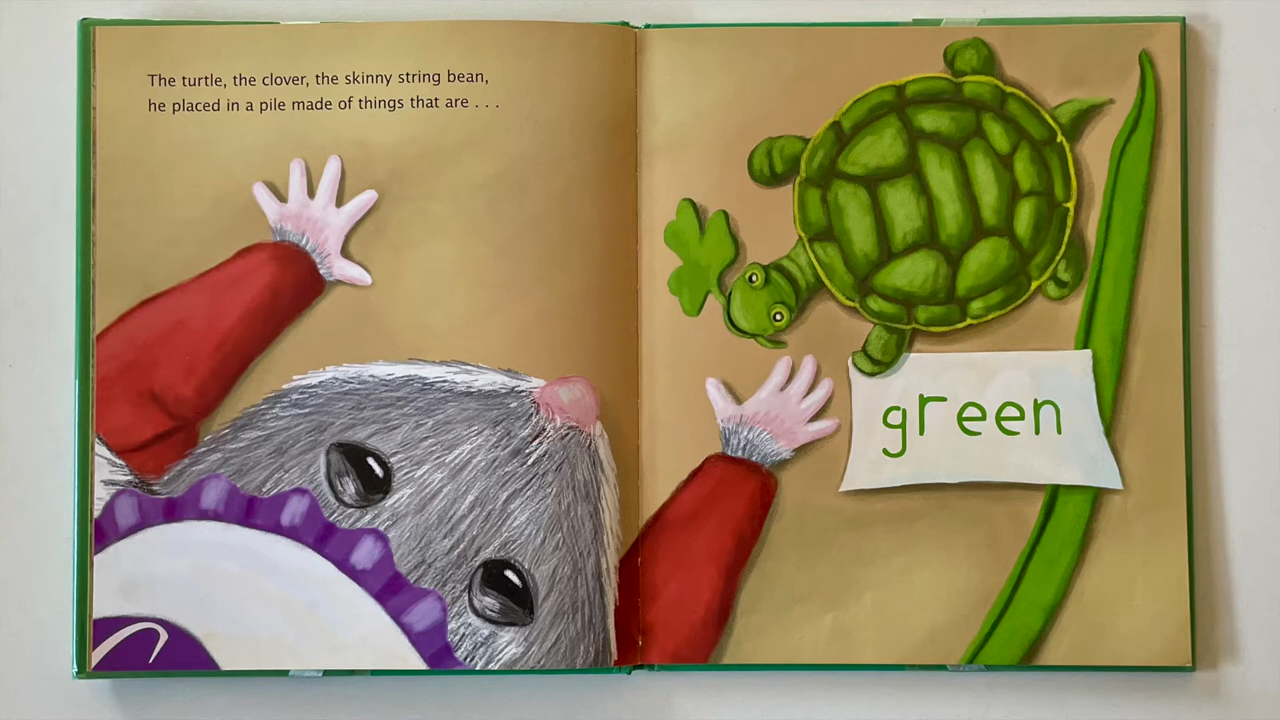 The turtle, the clover, the skinny string bean,
he placed in a pile made of things that are . . .
green